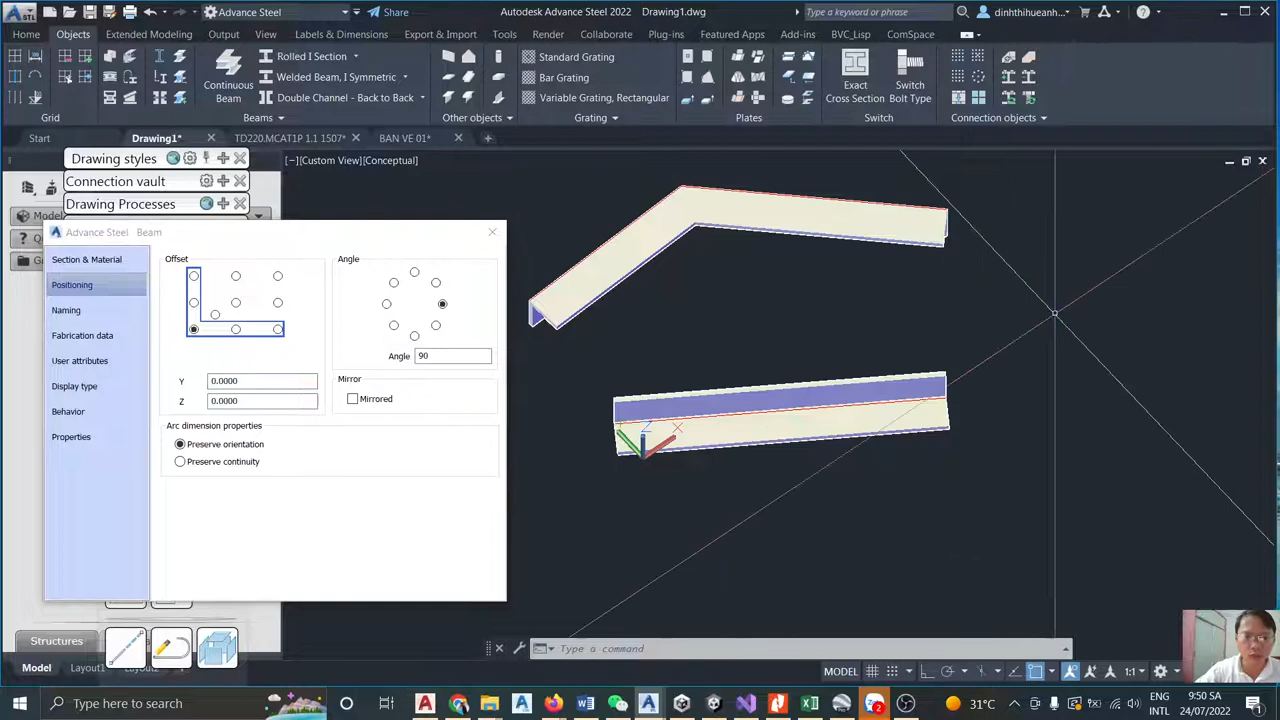 Advance Steel
Share
Autodesk Advance Steel 2022
Drawing1.dwg
Type a keyword or phrase
dinhthihueanh...
STL
Home
Objects
Extended Modeling
Output
View
Labels & Dimensions
Export & Import
Tools
Render
Collaborate
Plug-ins
Featured Apps
Add-ins
BVC_Lisp
ComSpace
Rolled I Section
Welded Beam, I Symmetric
Double Channel - Back to Back
Continuous
Beam
Standard Grating
Bar Grating
Variable Grating, Rectangular
Exact
Cross Section
Switch
Bolt Type
Grid
Beams
Other objects
Grating
Plates
Switch
Connection objects
Start
Drawing1*
TD220.MCAT1P 1.1 1507*
BAN VE 01*
Drawing styles
Connection vault
Drawing Processes
[−][Custom View][Conceptual]
Advance Steel Beam
Section & Material
Positioning
Naming
Fabrication data
User attributes
Display type
Behavior
Properties
Offset
Y 0.0000
Z 0.0000
Angle
Angle 90
Mirror
Mirrored
Arc dimension properties
Preserve orientation
Preserve continuity
Z
X
Structures
Model
Layout1
Layout2
Type a command
MODEL
1:1
Type here to search
2
31°C
ENG
INTL
9:50 SA
24/07/2022